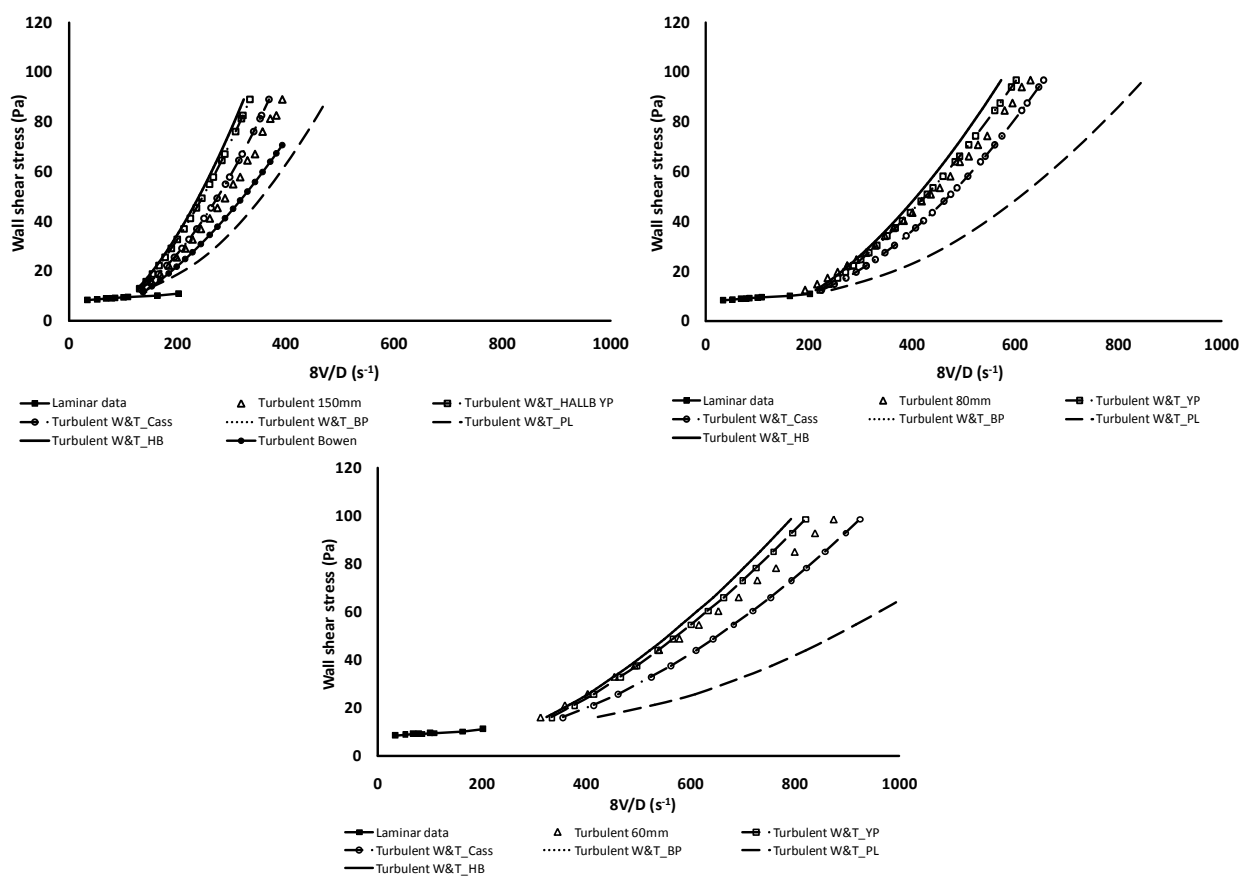 120
100
80
60
40
20
0
Wall shear stress (Pa)
0 200 400 600 800 1000
8V/D (s-1)
Laminar data Turbulent 150mm Turbulent W&T_HALLB YP
Turbulent W&T_Cass Turbulent W&T_BP Turbulent W&T_PL
Turbulent W&T_HB Turbulent Bowen
120
100
80
60
40
20
0
Wall shear stress (Pa)
0 200 400 600 800 1000
8V/D (s-1)
Laminar data Turbulent 80mm Turbulent W&T_YP
Turbulent W&T_Cass Turbulent W&T_BP Turbulent W&T_PL
Turbulent W&T_HB
120
100
80
60
40
20
0
Wall shear stress (Pa)
0 200 400 600 800 1000
8V/D (s-1)
Laminar data Turbulent 60mm Turbulent W&T_YP
Turbulent W&T_Cass Turbulent W&T_BP Turbulent W&T_PL
Turbulent W&T_HB